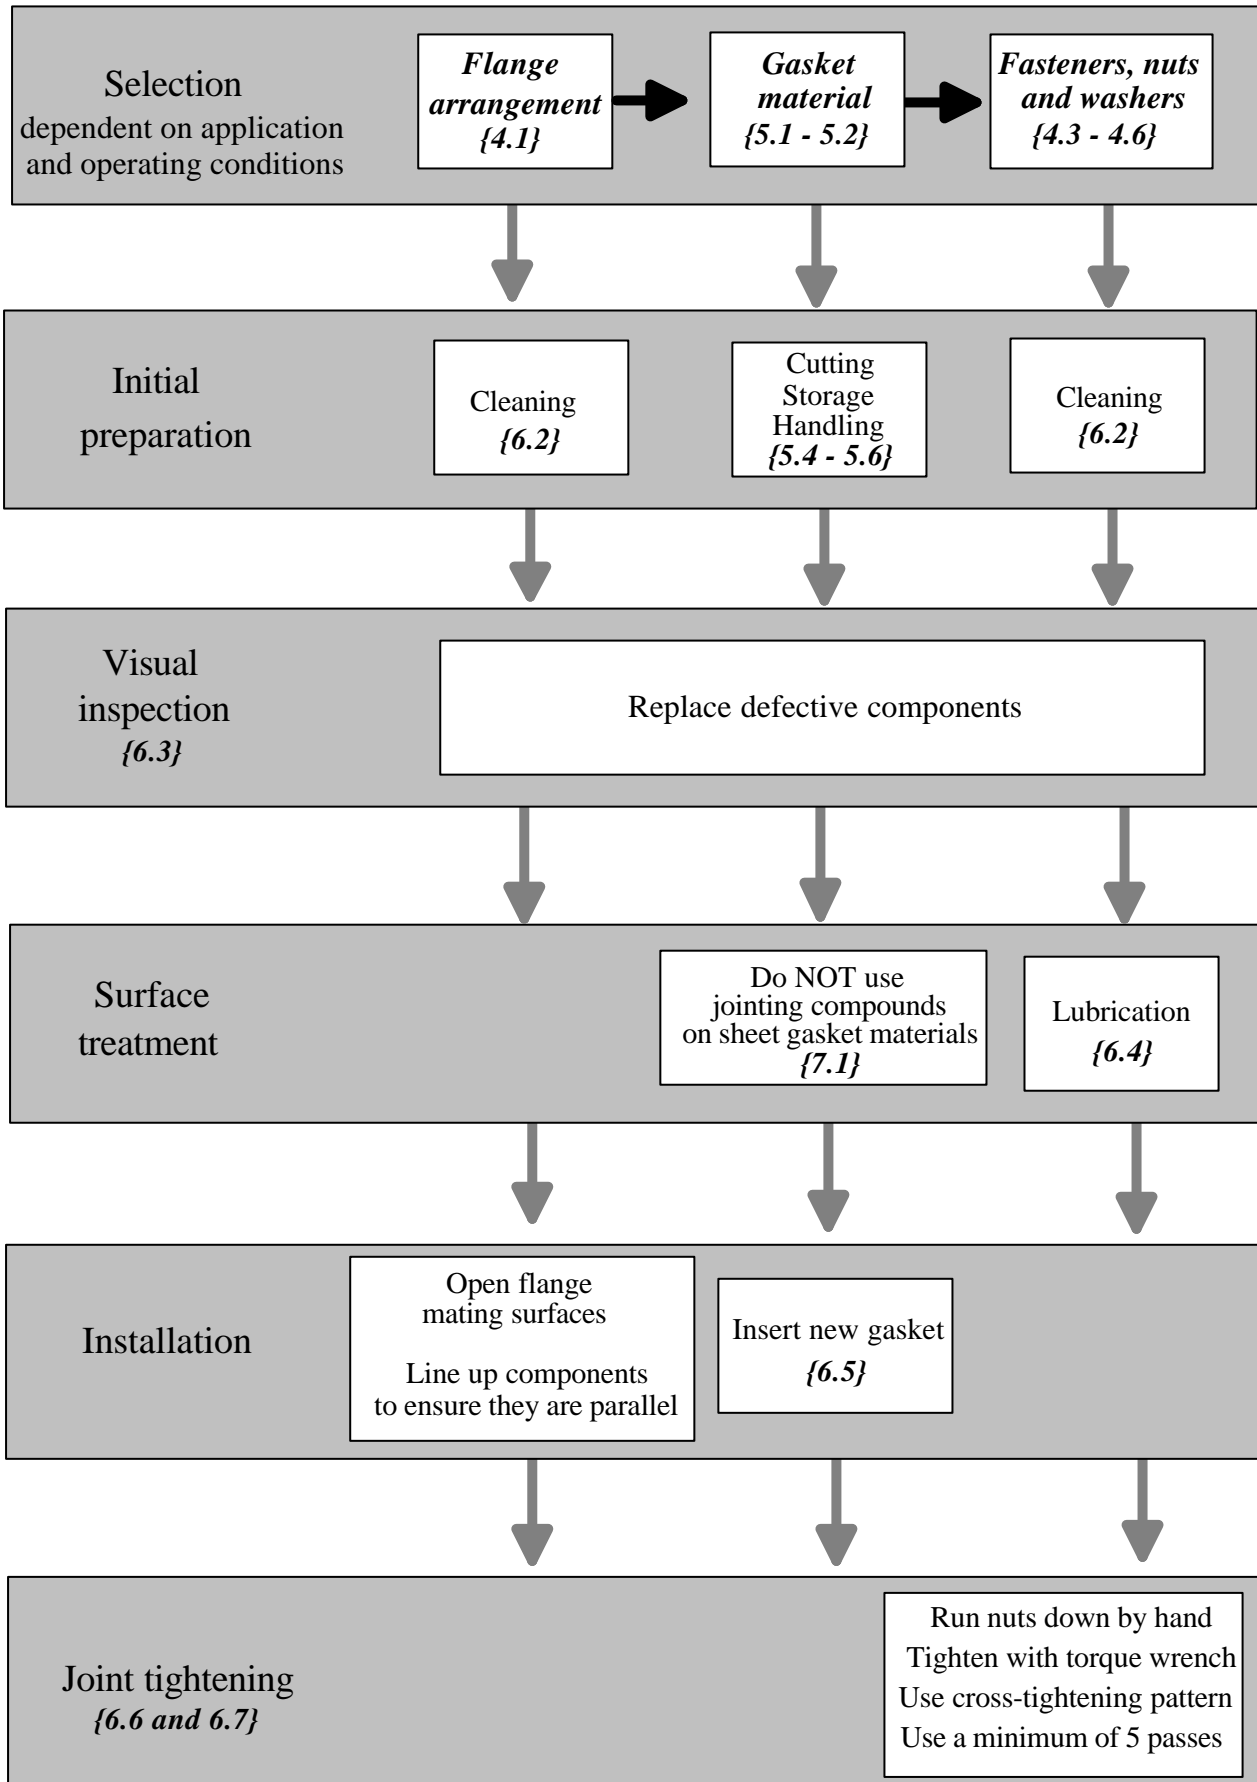 Selection
dependent on application
and operating conditions
Flange
arrangement
{4.1}
Gasket
material
{5.1 - 5.2}
Fasteners, nuts
and washers
{4.3 - 4.6}
Initial
preparation
Cleaning
{6.2}
Cutting
Storage
Handling
{5.4 - 5.6}
Cleaning
{6.2}
Visual
inspection
{6.3}
Replace defective components
Surface
treatment
Do NOT use
jointing compounds
on sheet gasket materials
{7.1}
Lubrication
{6.4}
Installation
Open flange
mating surfaces
Line up components
to ensure they are parallel
Insert new gasket
{6.5}
Joint tightening
{6.6 and 6.7}
Run nuts down by hand
Tighten with torque wrench
Use cross-tightening pattern
Use a minimum of 5 passes